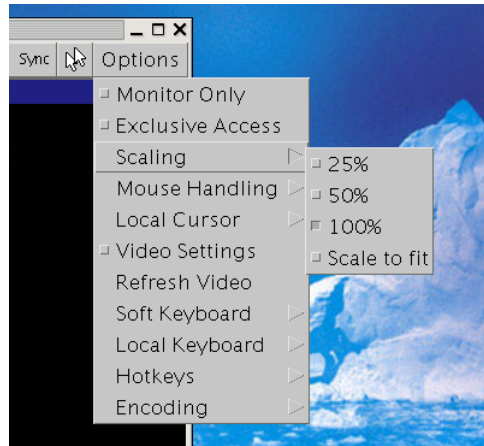 Sync Options
Monitor Only
Exclusive Access
Scaling
25%
50%
100%
Scale to fit
Mouse Handling
Local Cursor
Video Settings
Refresh Video
Soft Keyboard
Local Keyboard
Hotkeys
Encoding